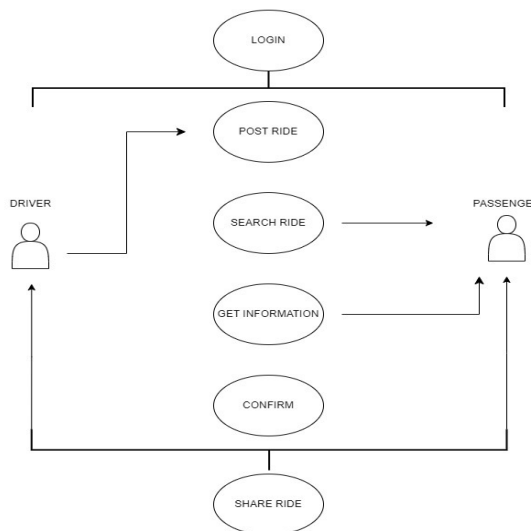 LOGIN
POST RIDE
DRIVER
PASSENGE
SEARCH RIDE
GET INFORMATION
CONFIRM
SHARE RIDE